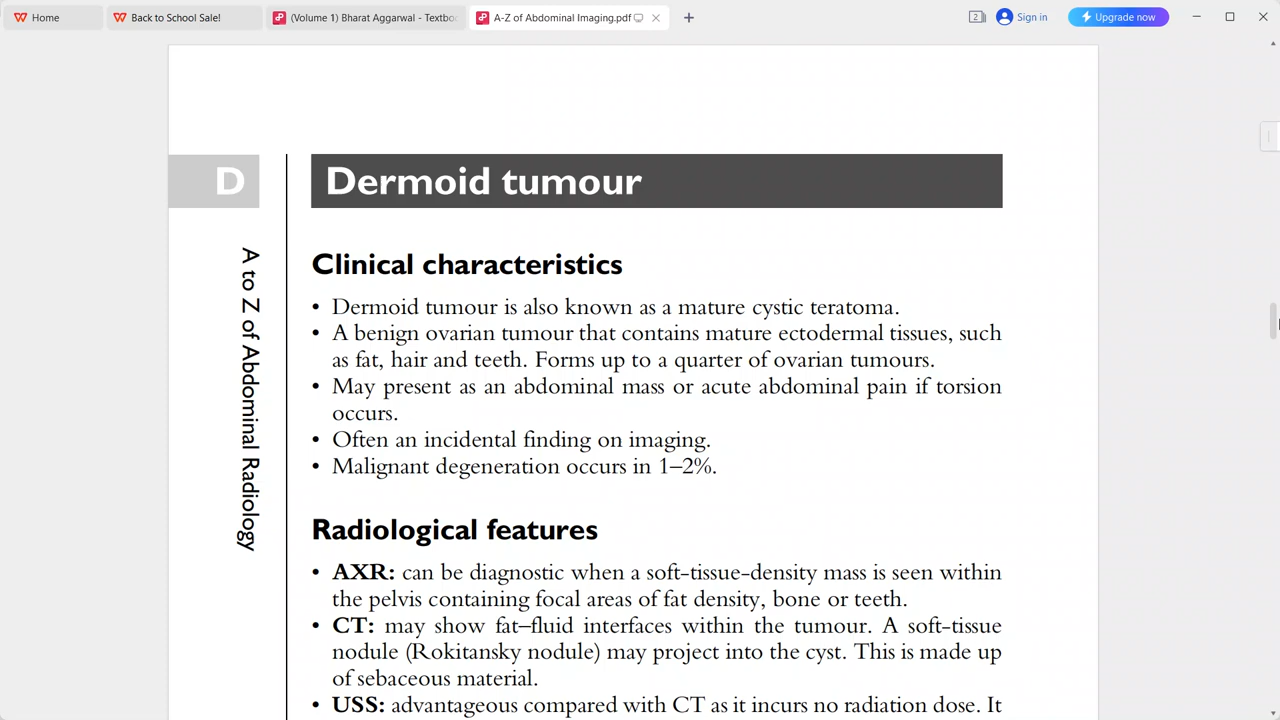 Home
Back to School Sale!
(Volume 1) Bharat Aggarwal - Textbo
A-Z of Abdominal Imaging.pdf
2
Sign in
Upgrade now
D
Dermoid tumour
A to Z of Abdominal Radiology
Clinical characteristics
• Dermoid tumour is also known as a mature cystic teratoma.
• A benign ovarian tumour that contains mature ectodermal tissues, such
as fat, hair and teeth. Forms up to a quarter of ovarian tumours.
• May present as an abdominal mass or acute abdominal pain if torsion
occurs.
• Often an incidental finding on imaging.
• Malignant degeneration occurs in 1–2%.
Radiological features
• AXR: can be diagnostic when a soft-tissue-density mass is seen within
the pelvis containing focal areas of fat density, bone or teeth.
• CT: may show fat–fluid interfaces within the tumour. A soft-tissue
nodule (Rokitansky nodule) may project into the cyst. This is made up
of sebaceous material.
• USS: advantageous compared with CT as it incurs no radiation dose. It